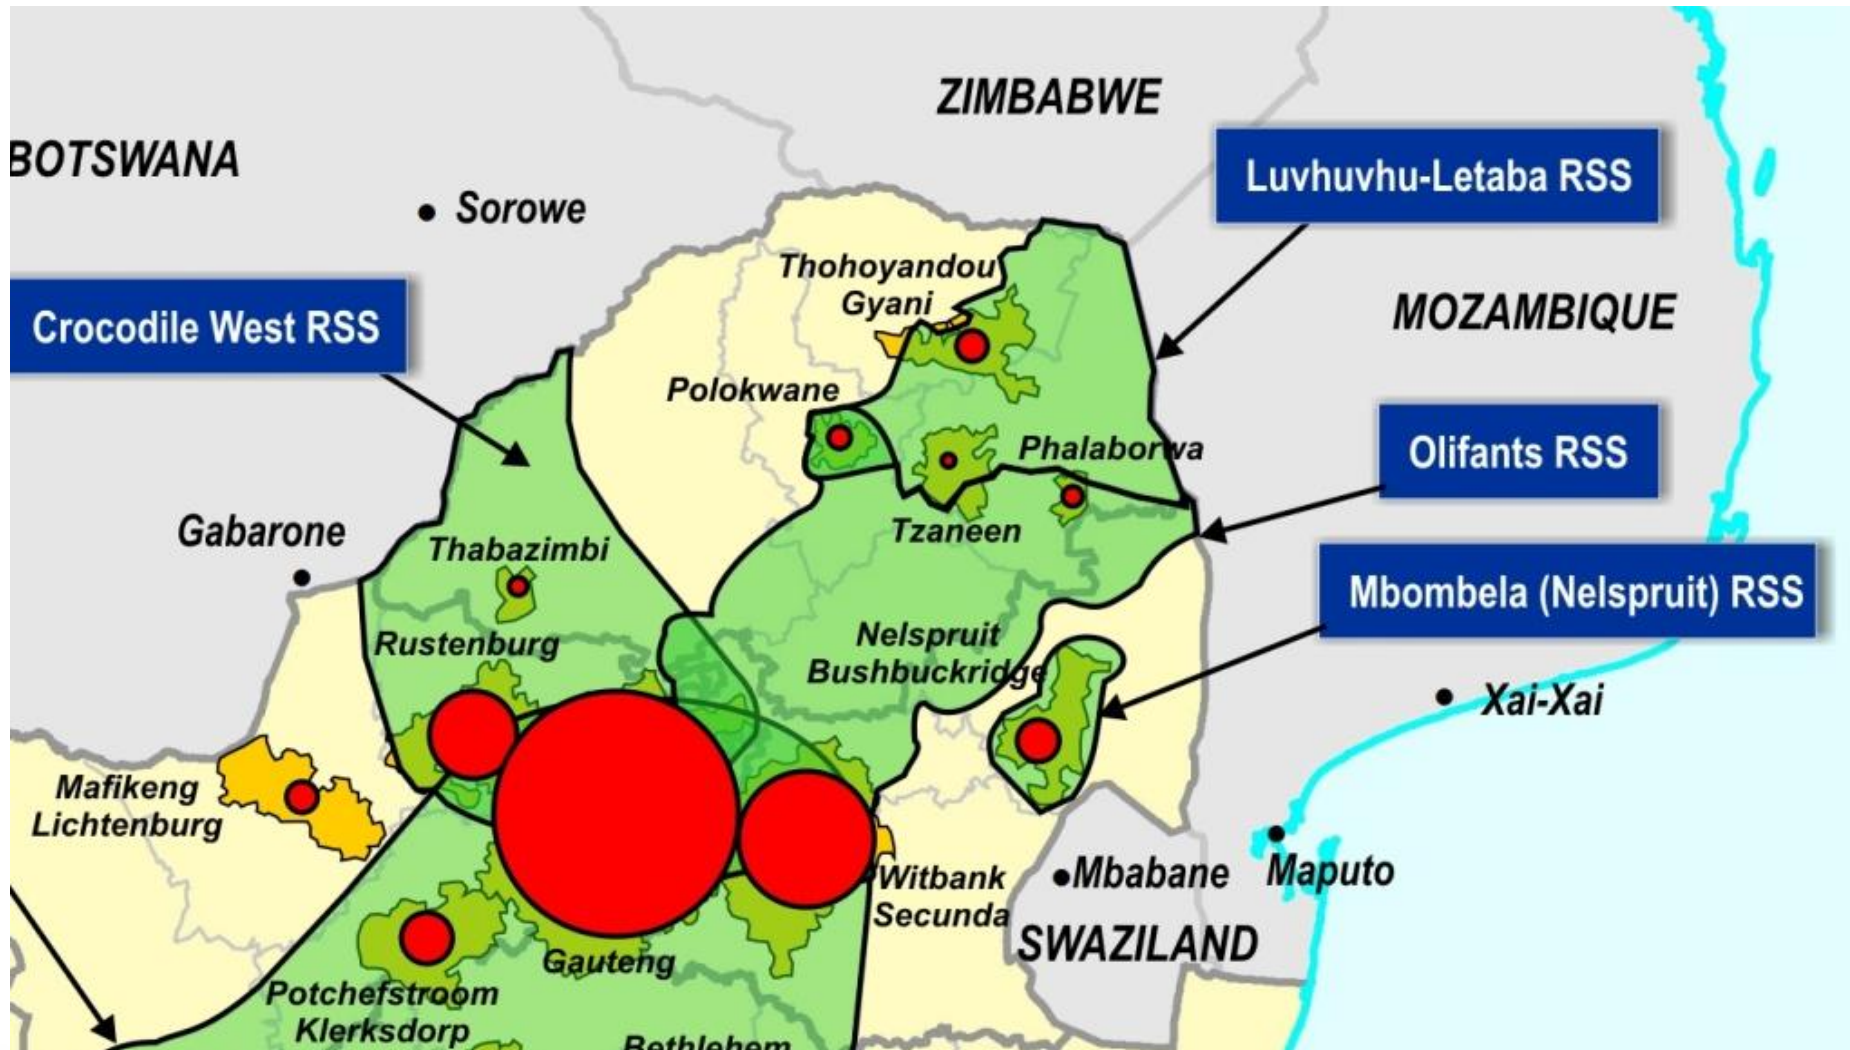 ZIMBABWE
BOTSWANA
Luvhuvhu-Letaba RSS
Sorowe
Thohoyandou
Gyani
MOZAMBIQUE
Crocodile West RSS
Polokwane
Phalaborwa
Olifants RSS
Gabarone
Thabazimbi
Tzaneen
Mbombela (Nelspruit) RSS
Rustenburg
Nelspruit
Bushbuckridge
Xai-Xai
Mafikeng
Lichtenburg
Witbank
Secunda
Mbabane
Maputo
SWAZILAND
Gauteng
Potchefstroom
Klerksdorp
Bethlehem